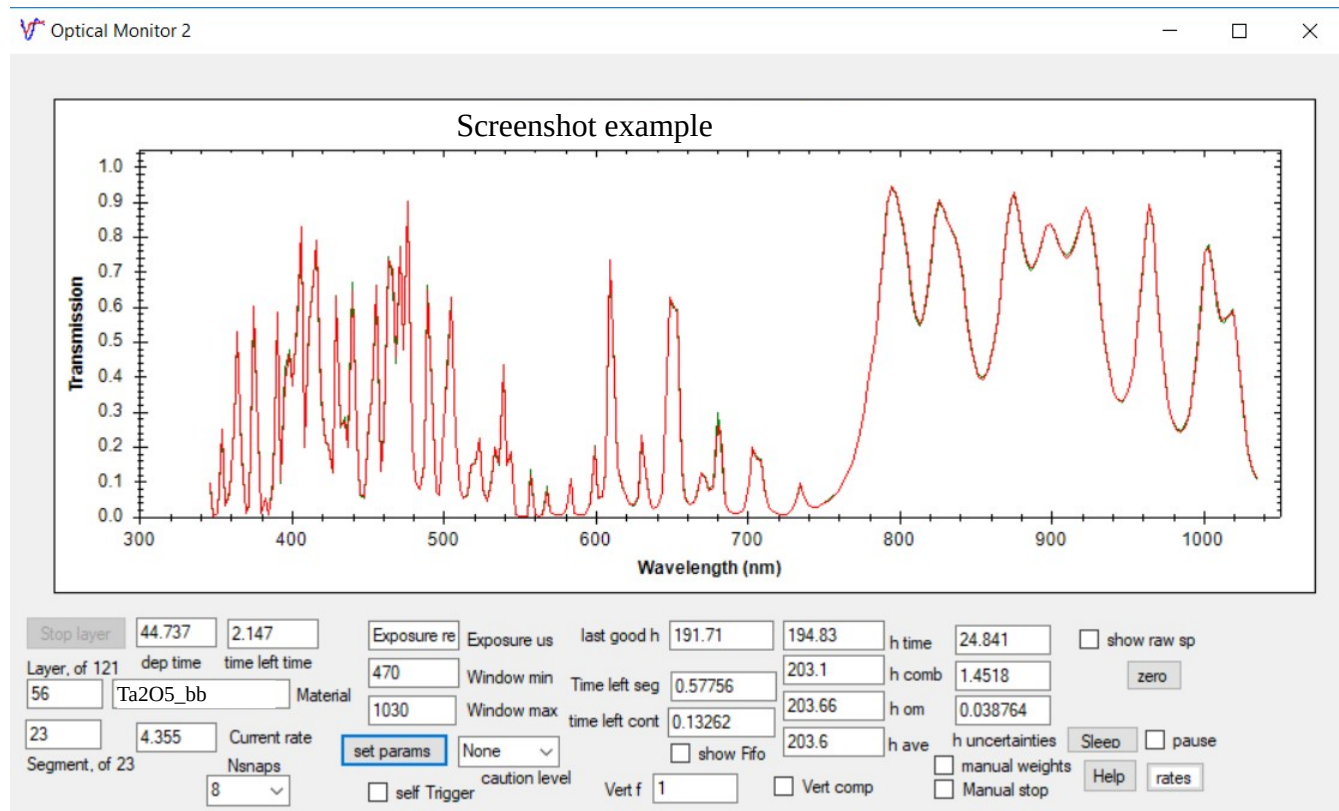 Optical Monitor 2
Screenshot example
1.0
0.9
0.8
0.7
0.6
0.5
0.4
0.3
0.2
0.1
0.0
Transmission
300 400 500 600 700 800 900 1000
Wavelength (nm)
Stop layer 44.737 2.147 Exposure re Exposure us last good h 191.71 194.83 h time 24.841 show raw sp
Layer, of 121 dep time time left time 470 Window min Time left seg 0.57756 203.1 h comb 1.4518 zero
56 Ta2O5_bb Material 1030 Window max time left cont 0.13262 203.66 h om 0.038764
23 4.355 Current rate set params None show Fifo 203.6 h ave h uncertainties Sleep pause
Segment, of 23 Nsnaps caution level manual weights Help rates
8 self Trigger Vert f 1 Vert comp Manual stop